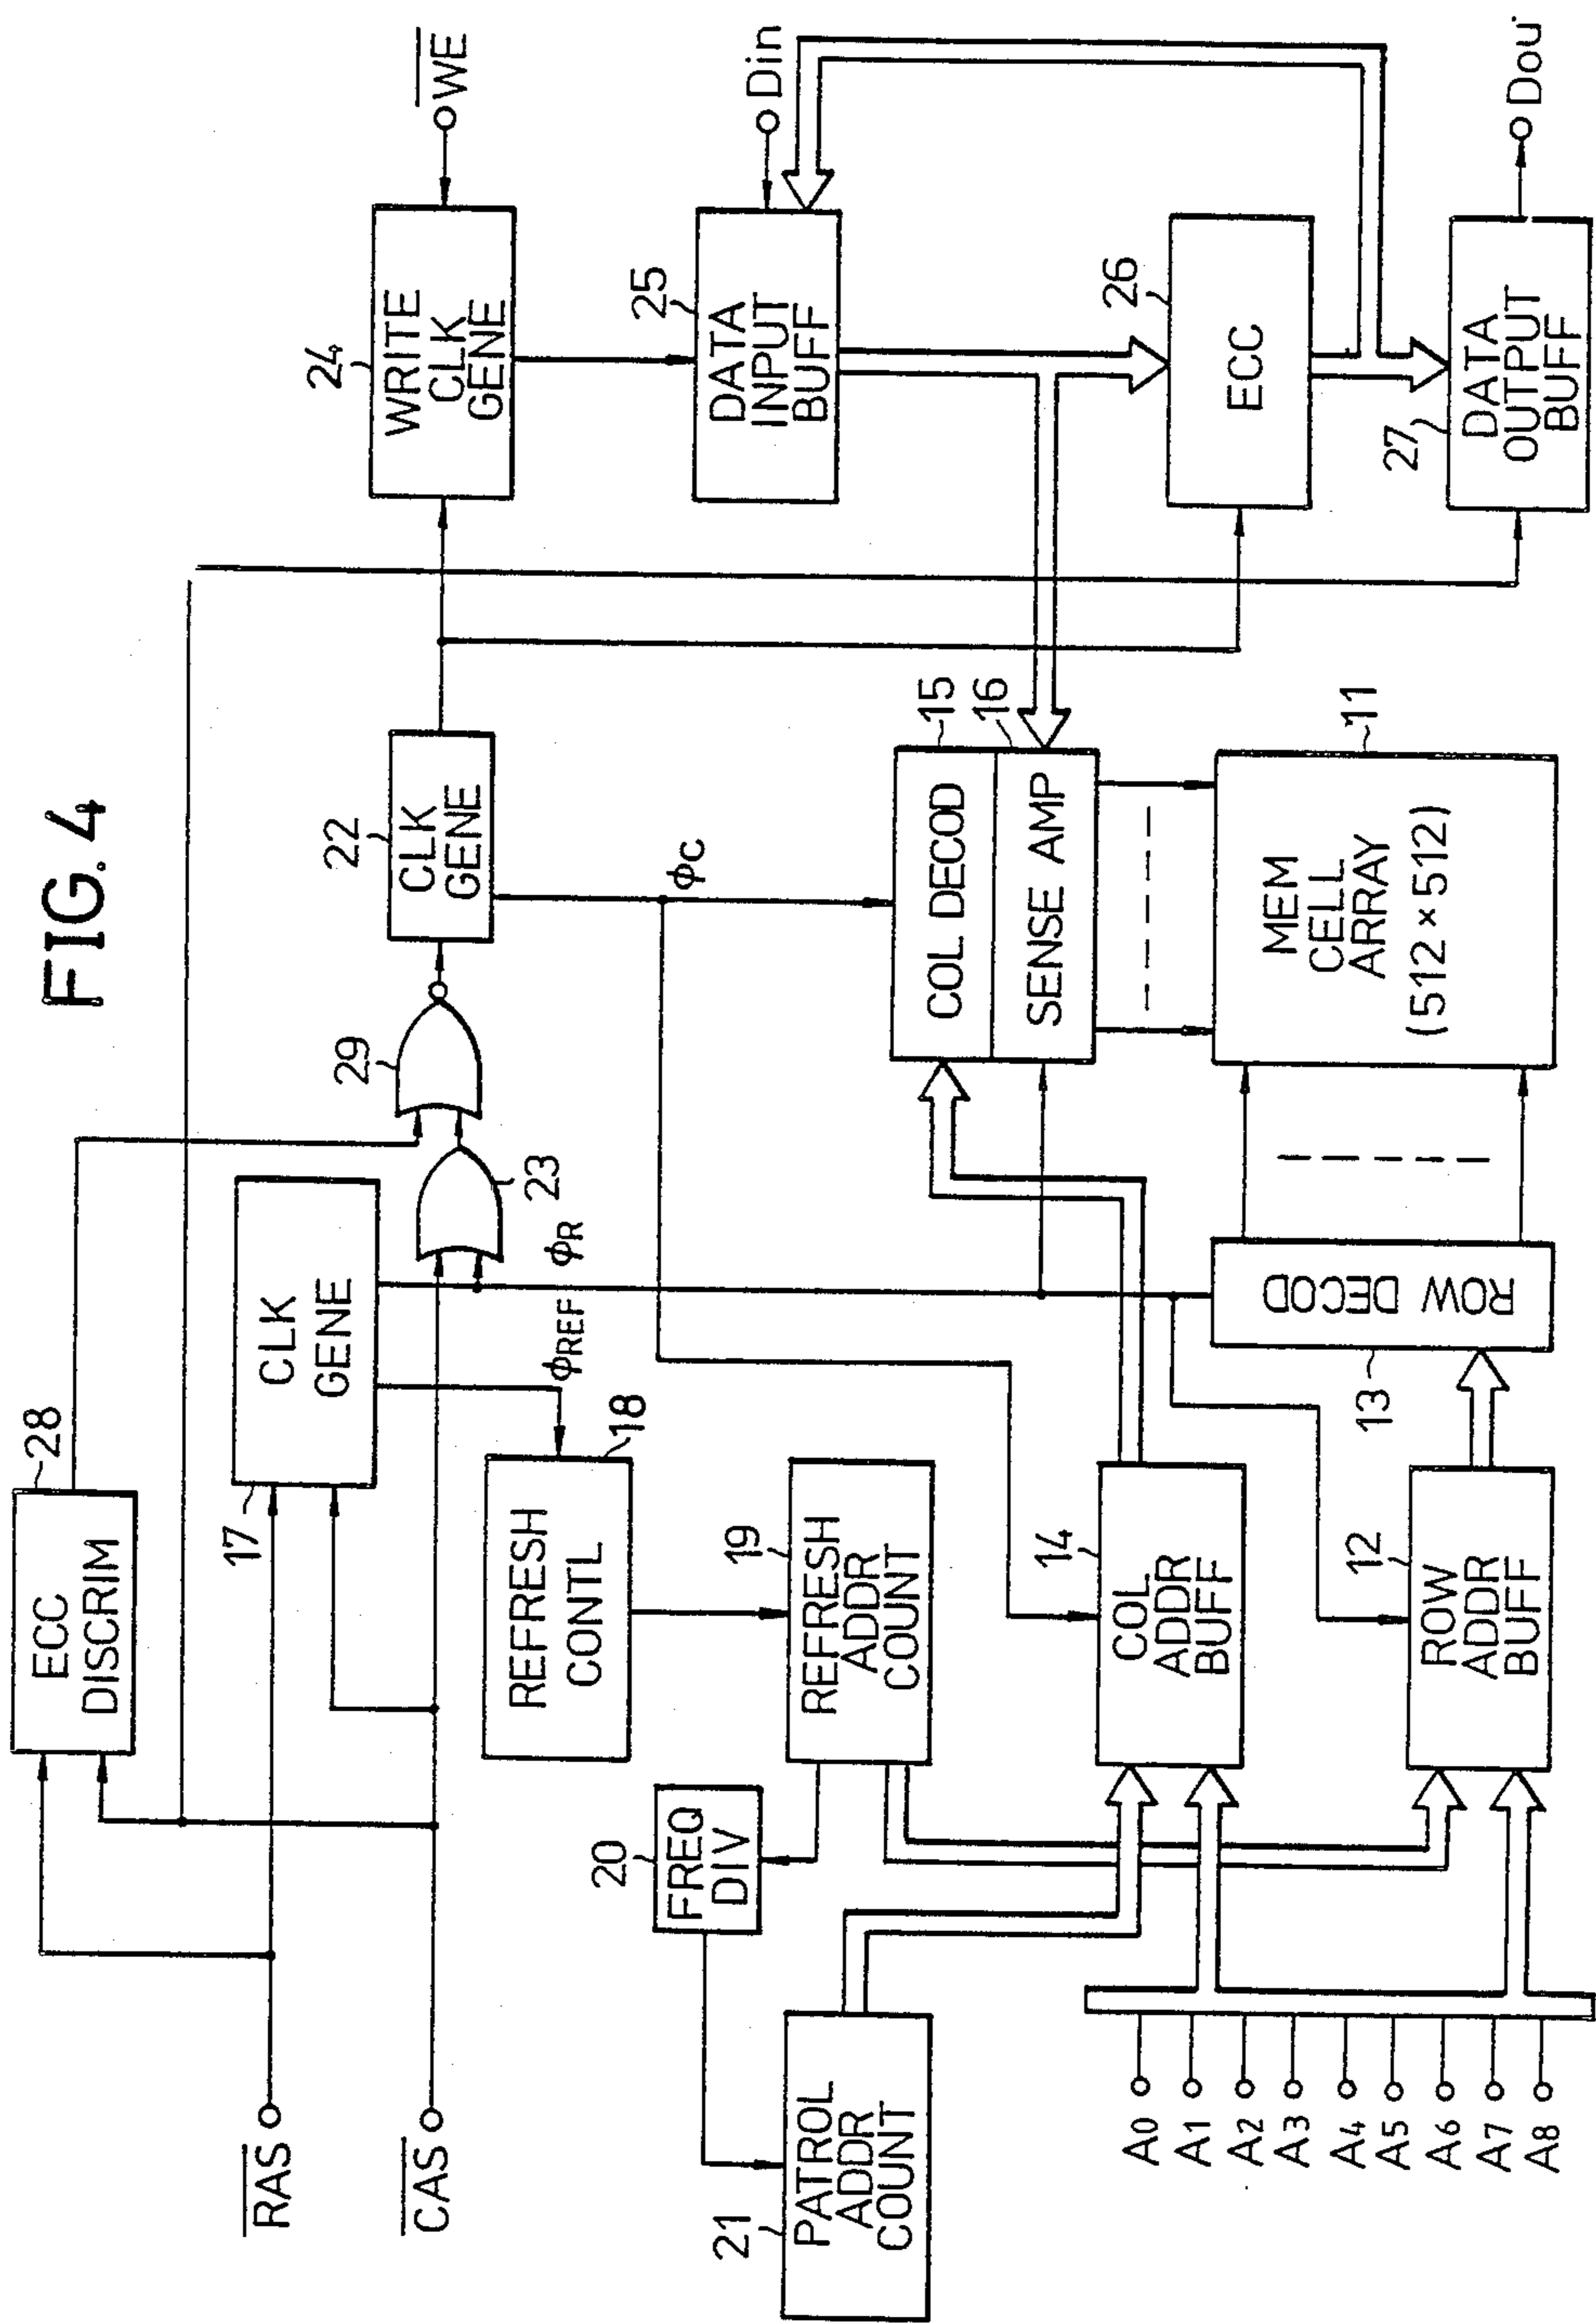 FIG. 4
RAS
CAS
28
ECC
DISCRIM
17
CLK
GENE
ϕREF
ϕR
23
29
22
CLK
GENE
ϕC
24
WRITE
CLK
GENE
WE
18
REFRESH
CONTL
19
REFRESH
ADDR
COUNT
20
FREQ
DIV
21
PATROL
ADDR
COUNT
25
DATA
INPUT
BUFF
Din
15
COL DECOD
16
SENSE AMP
26
ECC
14
COL
ADDR
BUFF
11
MEM
CELL
ARRAY
(512×512)
12
ROW
ADDR
BUFF
13
ROW DECOD
27
DATA
OUTPUT
BUFF
Dou
A0
A1
A2
A3
A4
A5
A6
A7
A8